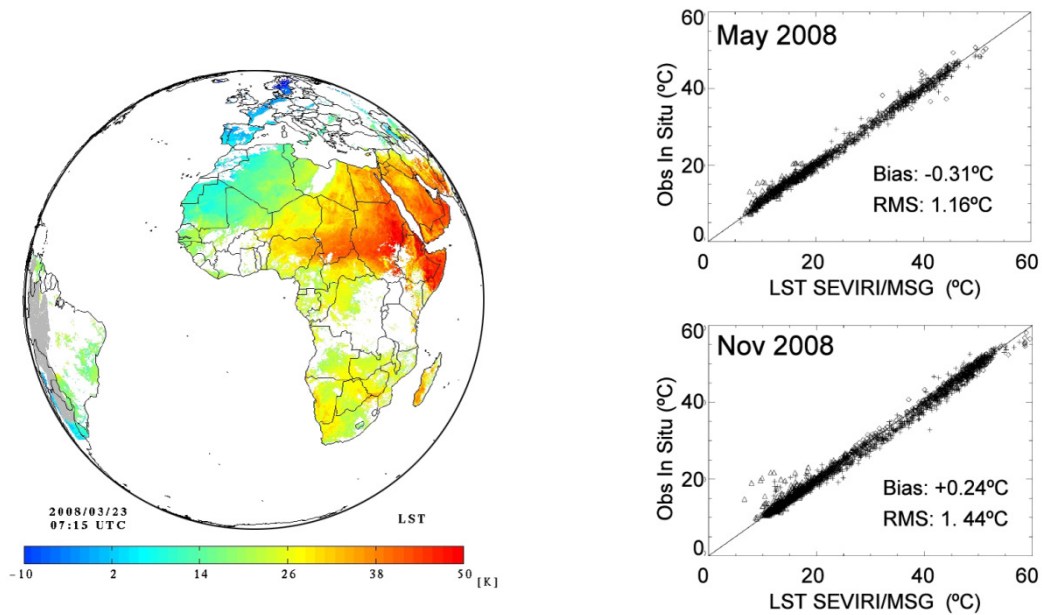 2008/03/23
07:15 UTC
LST
-10 2 14 26 38 50
[K]
May 2008
60
40
20
0
Obs In Situ (ºC)
Bias: -0.31ºC
RMS: 1.16ºC
0 20 40 60
LST SEVIRI/MSG (ºC)
Nov 2008
60
40
20
0
Obs In Situ (ºC)
Bias: +0.24ºC
RMS: 1. 44ºC
0 20 40 60
LST SEVIRI/MSG (ºC)